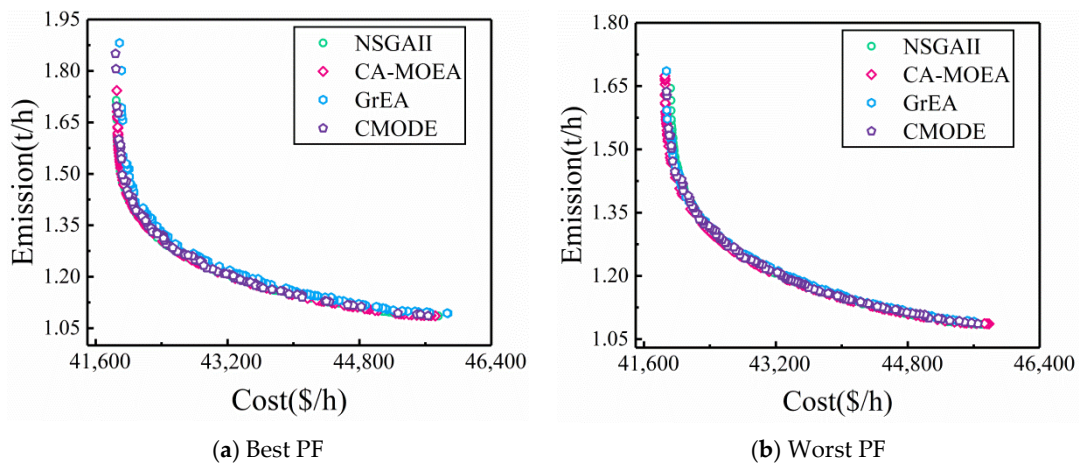 1.95
1.80
1.65
1.50
1.35
1.20
1.05
Emission(t/h)
NSGAII
CA-MOEA
GrEA
CMODE
41,600
43,200
44,800
46,400
Cost($/h)
(a) Best PF
1.80
1.65
1.50
1.35
1.20
1.05
Emission(t/h)
NSGAII
CA-MOEA
GrEA
CMODE
41,600
43,200
44,800
46,400
Cost($/h)
(b) Worst PF